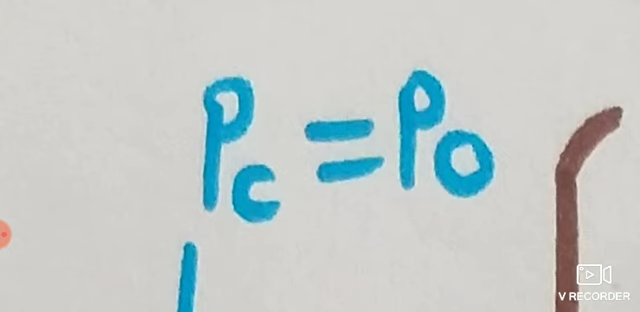 Pc = Po
V RECORDER